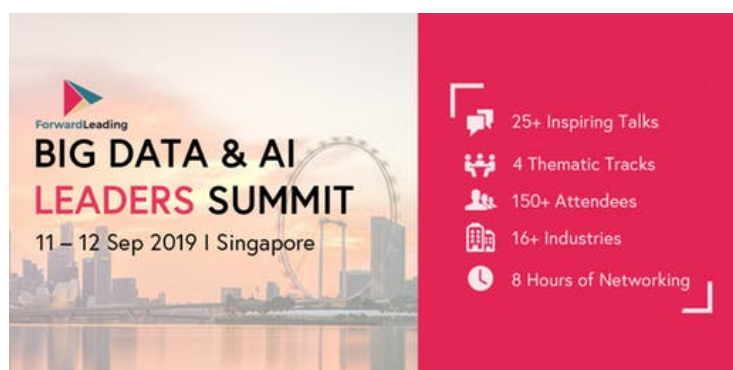 ForwardLeading
BIG DATA & AI
LEADERS SUMMIT
11 – 12 Sep 2019 I Singapore
25+ Inspiring Talks
4 Thematic Tracks
150+ Attendees
16+ Industries
8 Hours of Networking